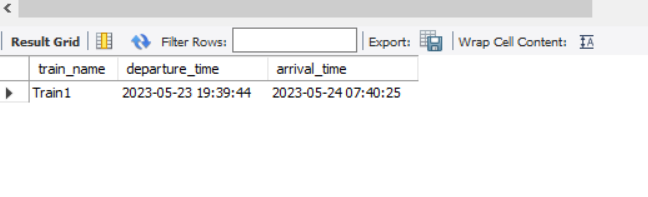 Result Grid Filter Rows: Export: Wrap Cell Content: IA
train_name departure_time arrival_time
Train1 2023-05-23 19:39:44 2023-05-24 07:40:25